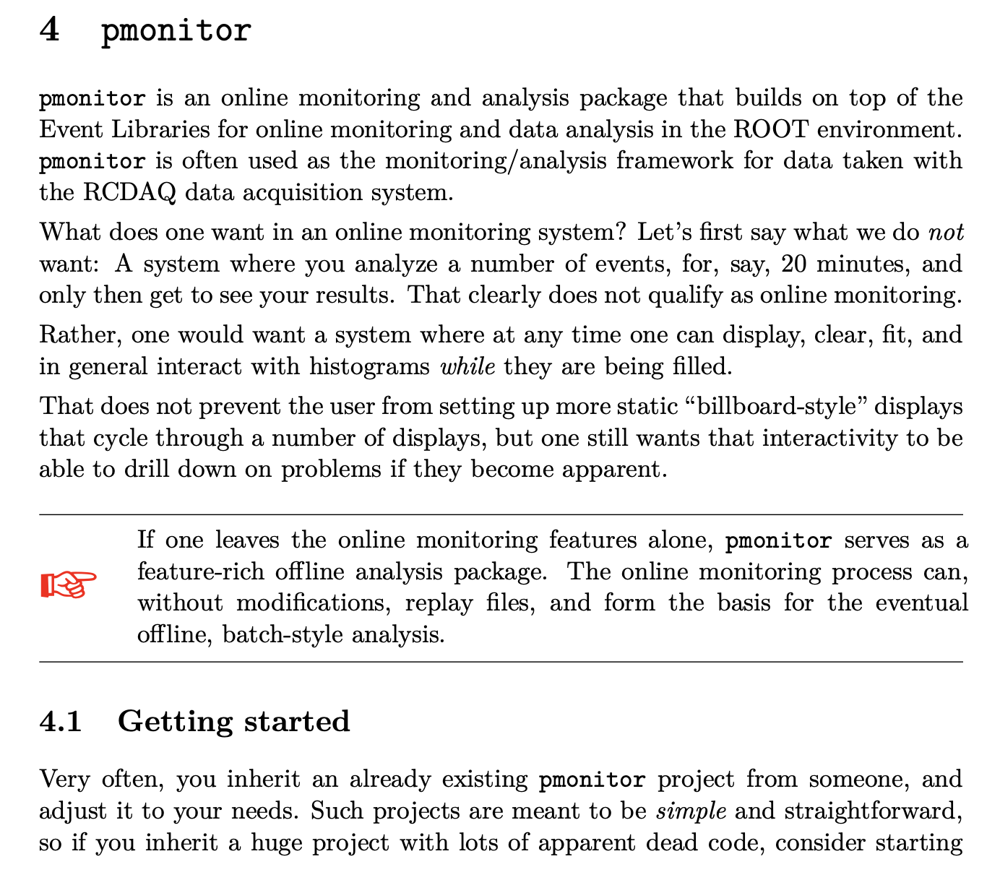 4 pmonitor
pmonitor is an online monitoring and analysis package that builds on top of the
Event Libraries for online monitoring and data analysis in the ROOT environment.
pmonitor is often used as the monitoring/analysis framework for data taken with
the RCDAQ data acquisition system.
What does one want in an online monitoring system? Let’s first say what we do not
want: A system where you analyze a number of events, for, say, 20 minutes, and
only then get to see your results. That clearly does not qualify as online monitoring.
Rather, one would want a system where at any time one can display, clear, fit, and
in general interact with histograms while they are being filled.
That does not prevent the user from setting up more static “billboard-style” displays
that cycle through a number of displays, but one still wants that interactivity to be
able to drill down on problems if they become apparent.
If one leaves the online monitoring features alone, pmonitor serves as a
feature-rich offline analysis package. The online monitoring process can,
without modifications, replay files, and form the basis for the eventual
offline, batch-style analysis.
4.1 Getting started
Very often, you inherit an already existing pmonitor project from someone, and
adjust it to your needs. Such projects are meant to be simple and straightforward,
so if you inherit a huge project with lots of apparent dead code, consider starting